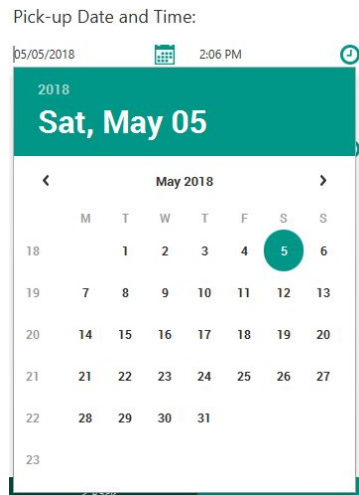 Pick-up Date and Time:
05/05/2018 2:06 PM
2018
Sat, May 05
May 2018
M T W T F S S
18 1 2 3 4 5 6
19 7 8 9 10 11 12 13
20 14 15 16 17 18 19 20
21 21 22 23 24 25 26 27
22 28 29 30 31
23